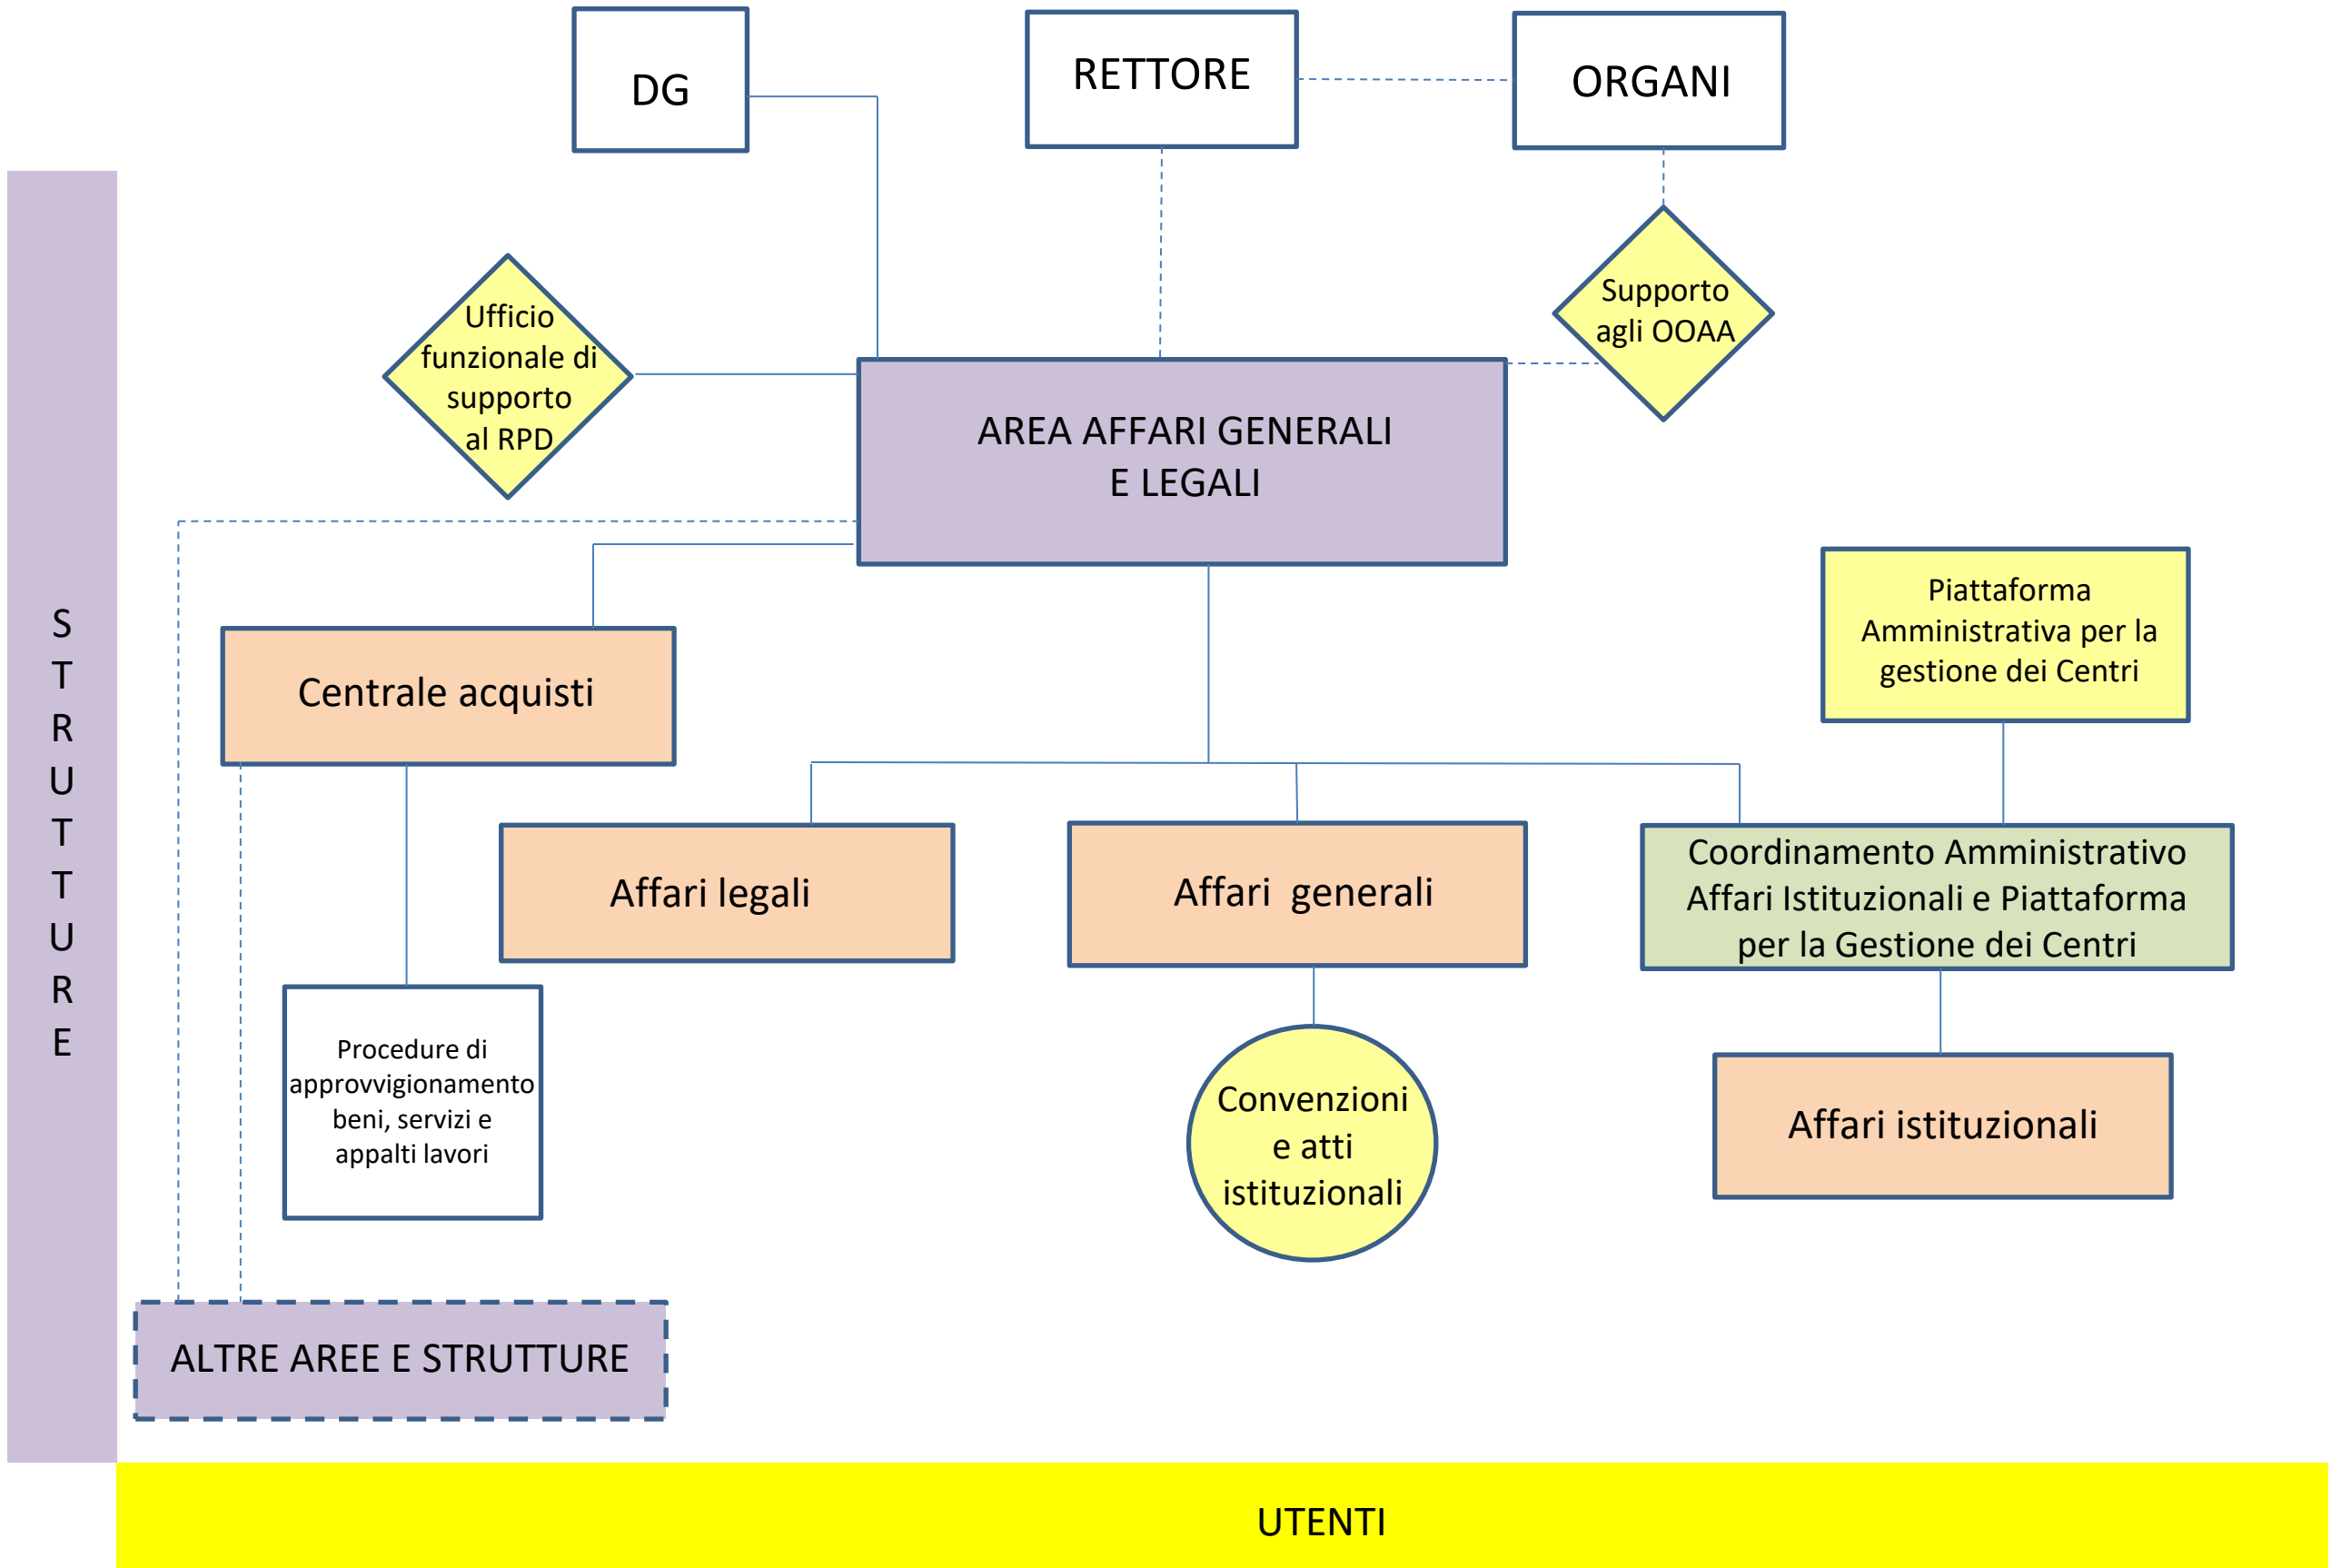 DG
RETTORE
ORGANI
Ufficio
funzionale di
supporto
al RPD
Supporto
agli OOAA
AREA AFFARI GENERALI
E LEGALI
S
T
R
U
T
T
U
R
E
Centrale acquisti
Piattaforma
Amministrativa per la
gestione dei Centri
Affari legali
Affari generali
Coordinamento Amministrativo
Affari Istituzionali e Piattaforma
per la Gestione dei Centri
Procedure di
approvvigionamento
beni, servizi e
appalti lavori
Convenzioni
e atti
istituzionali
Affari istituzionali
ALTRE AREE E STRUTTURE
UTENTI